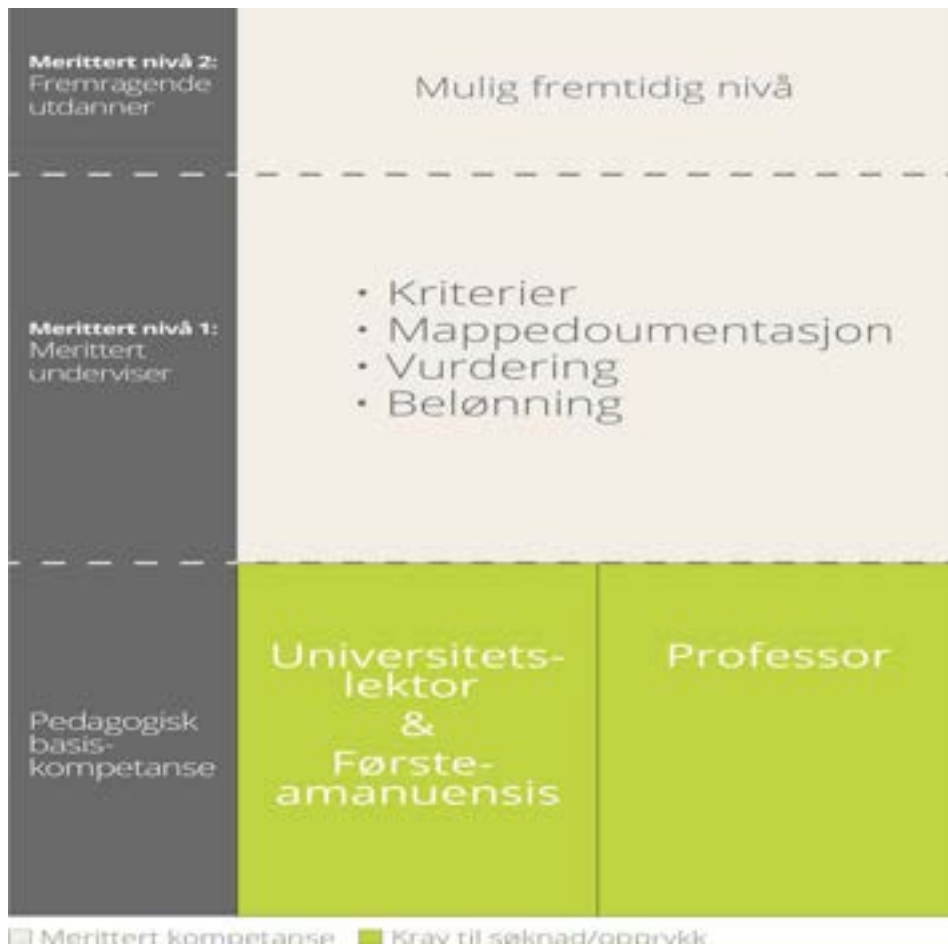 Merittert nivå 2:
Fremragende
utdanner
Mulig fremtidig nivå
Merittert nivå 1:
Merittert
underviser
• Kriterier
• Mappedoumentasjon
• Vurdering
• Belønning
Pedagogisk
basis-
kompetanse
Universitets-
lektor
&
Første-
amanuensis
Professor
Merittert kompetanse
Krav til søknad/opprykk